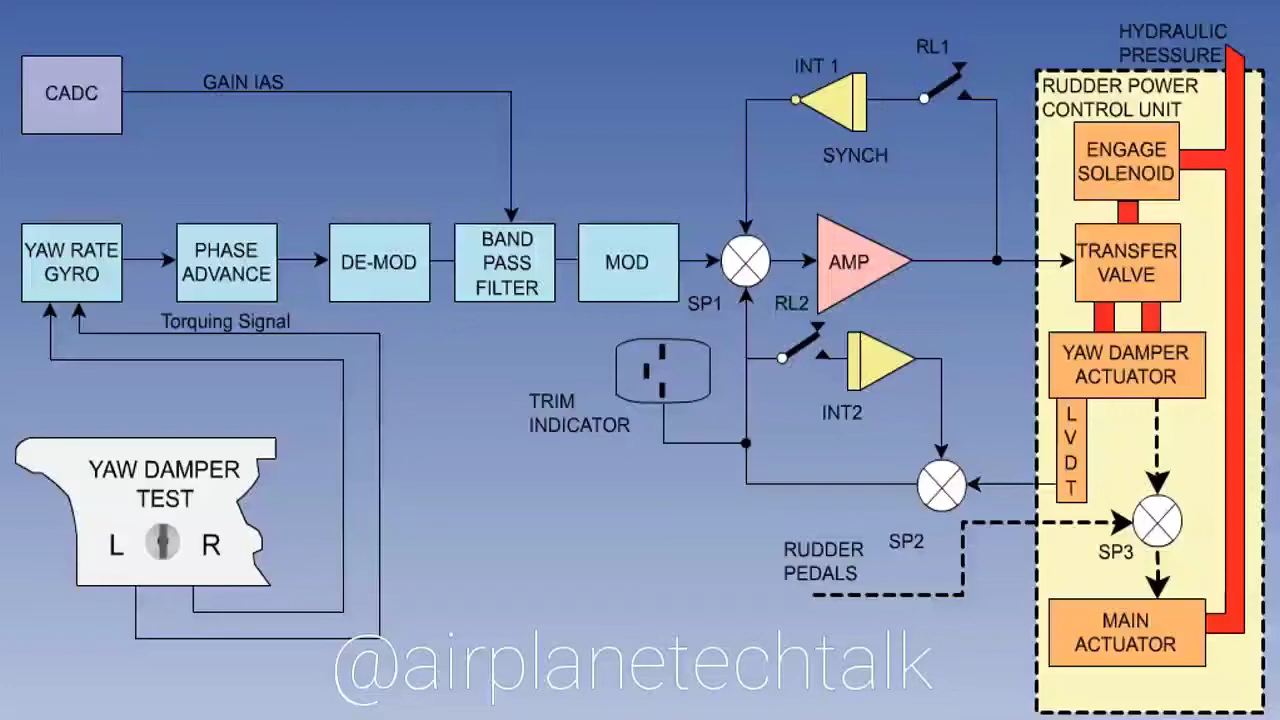 HYDRAULIC
PRESSURE
RL1
INT 1
GAIN IAS
CADC
RUDDER POWER
CONTROL UNIT
SYNCH
ENGAGE
SOLENOID
YAW RATE
GYRO
PHASE
ADVANCE
DE-MOD
BAND
PASS
FILTER
MOD
AMP
TRANSFER
VALVE
SP1
RL2
Torquing Signal
YAW DAMPER
ACTUATOR
TRIM
INDICATOR
INT2
L
V
D
T
YAW DAMPER
TEST
L R
SP2
SP3
RUDDER
PEDALS
MAIN
ACTUATOR
@airplanetechtalk